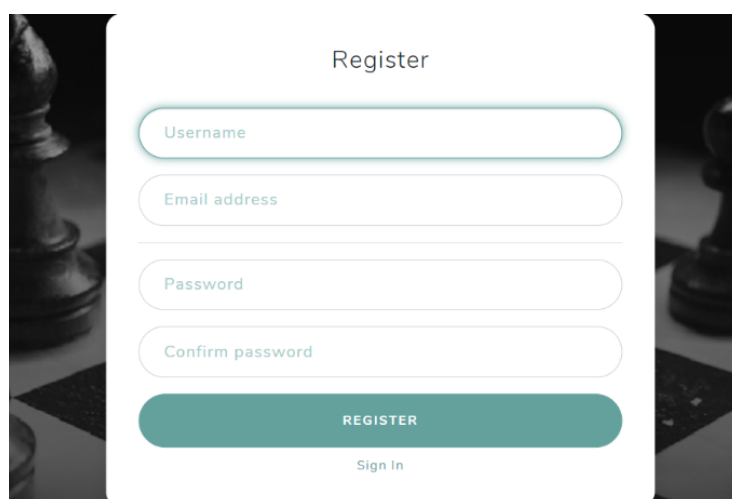 Register
Username
Email address
Password
Confirm password
REGISTER
Sign In